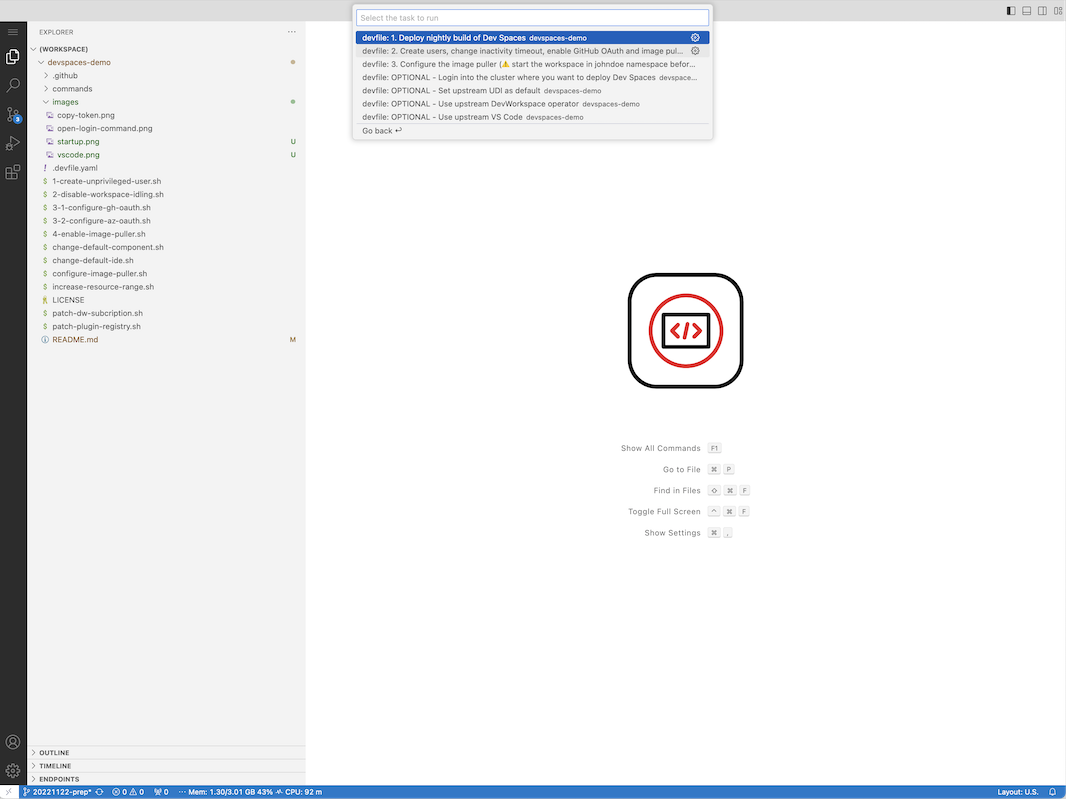 Select the task to run
devfile: 1. Deploy nightly build of Dev Spaces devspaces-demo
devfile: 2. Create users, change inactivity timeout, enable GitHub OAuth and image pul...
devfile: 3. Configure the image puller (⚠️ start the workspace in johndoe namespace befor...
devfile: OPTIONAL - Login into the cluster where you want to deploy Dev Spaces devspace...
devfile: OPTIONAL - Set upstream UDI as default devspaces-demo
devfile: OPTIONAL - Use upstream DevWorkspace operator devspaces-demo
devfile: OPTIONAL - Use upstream VS Code devspaces-demo
Go back ↩
EXPLORER ...
(WORKSPACE)
devspaces-demo
.github
commands
images
copy-token.png
open-login-command.png
startup.png U
vscode.png U
! .devfile.yaml
$ 1-create-unprivileged-user.sh
$ 2-disable-workspace-idling.sh
$ 3-1-configure-gh-oauth.sh
$ 3-2-configure-az-oauth.sh
$ 4-enable-image-puller.sh
$ change-default-component.sh
$ change-default-ide.sh
$ configure-image-puller.sh
$ increase-resource-range.sh
LICENSE
$ patch-dw-subcription.sh
$ patch-plugin-registry.sh
README.md M
3
</>
Show All Commands F1
Go to File ⌘ P
Find in Files ⇧ ⌘ F
Toggle Full Screen ^ ⌘ F
Show Settings ⌘ ,
OUTLINE
TIMELINE
ENDPOINTS
20221122-prep* 0 0 0 ··· Mem: 1.30/3.01 GB 43% CPU: 92 m Layout: U.S.